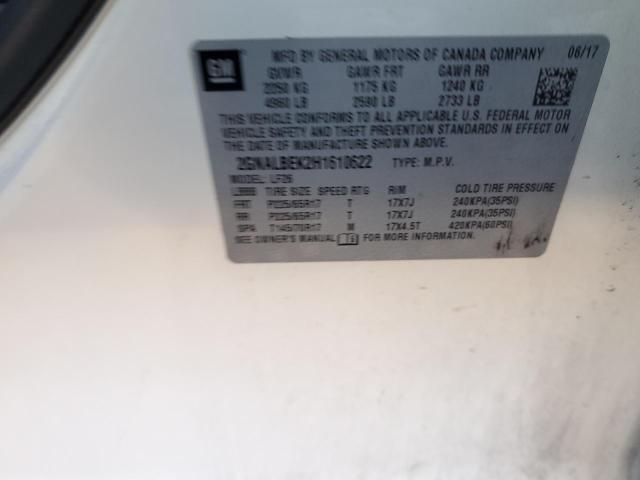 GM MFD BY GENERAL MOTORS OF CANADA COMPANY 06/17
GVWR GAWR FRT GAWR RR
2250 KG 1175 KG 1240 KG
4960 LB 2590 LB 2733 LB
THIS VEHICLE CONFORMS TO ALL APPLICABLE U.S. FEDERAL MOTOR
VEHICLE SAFETY AND THEFT PREVENTION STANDARDS IN EFFECT ON
THE DATE OF MANUFACTURE SHOWN ABOVE.
2GNALBEK2H1610622 TYPE: M.P.V.
MODEL: LF26
TIRE SIZE SPEED RTG RIM COLD TIRE PRESSURE
FRT P225/65R17 T 17X7J 240KPA(35PSI)
RR P225/65R17 T 17X7J 240KPA(35PSI)
SPA T145/70R17 M 17X4.5T 420KPA(60PSI)
SEE OWNER'S MANUAL FOR MORE INFORMATION.